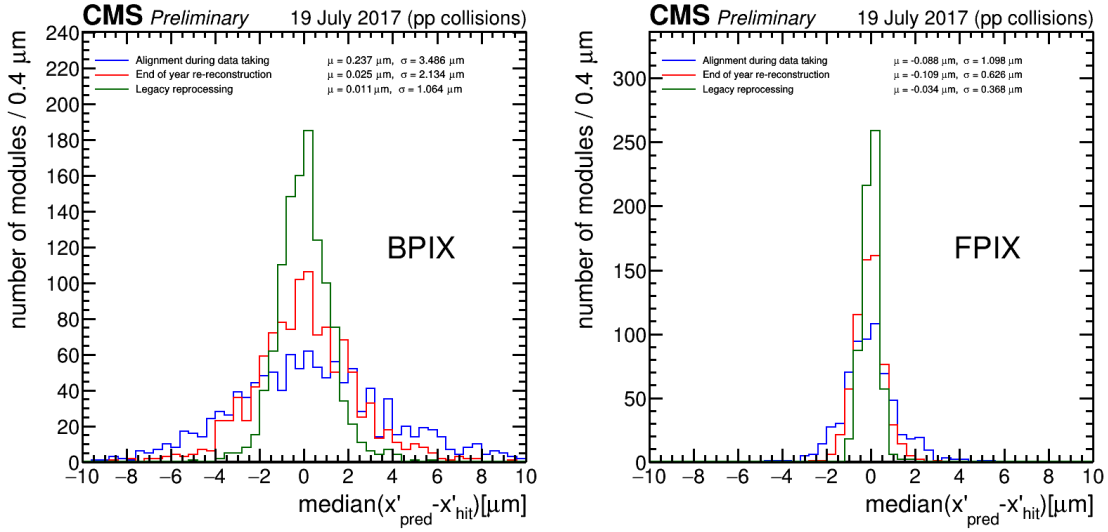 CMS Preliminary 19 July 2017 (pp collisions)
number of modules / 0.4 μm
240
220
200
180
160
140
120
100
80
60
40
20
0
Alignment during data taking μ = 0.237 μm, σ = 3.486 μm
End of year re-reconstruction μ = 0.025 μm, σ = 2.134 μm
Legacy reprocessing μ = 0.011 μm, σ = 1.064 μm
BPIX
−10 −8 −6 −4 −2 0 2 4 6 8 10
median(x'pred-x'hit)[μm]
CMS Preliminary 19 July 2017 (pp collisions)
number of modules / 0.4 μm
300
250
200
150
100
50
0
Alignment during data taking μ = -0.088 μm, σ = 1.098 μm
End of year re-reconstruction μ = -0.109 μm, σ = 0.626 μm
Legacy reprocessing μ = -0.034 μm, σ = 0.368 μm
FPIX
−10 −8 −6 −4 −2 0 2 4 6 8 10
median(x'pred-x'hit)[μm]